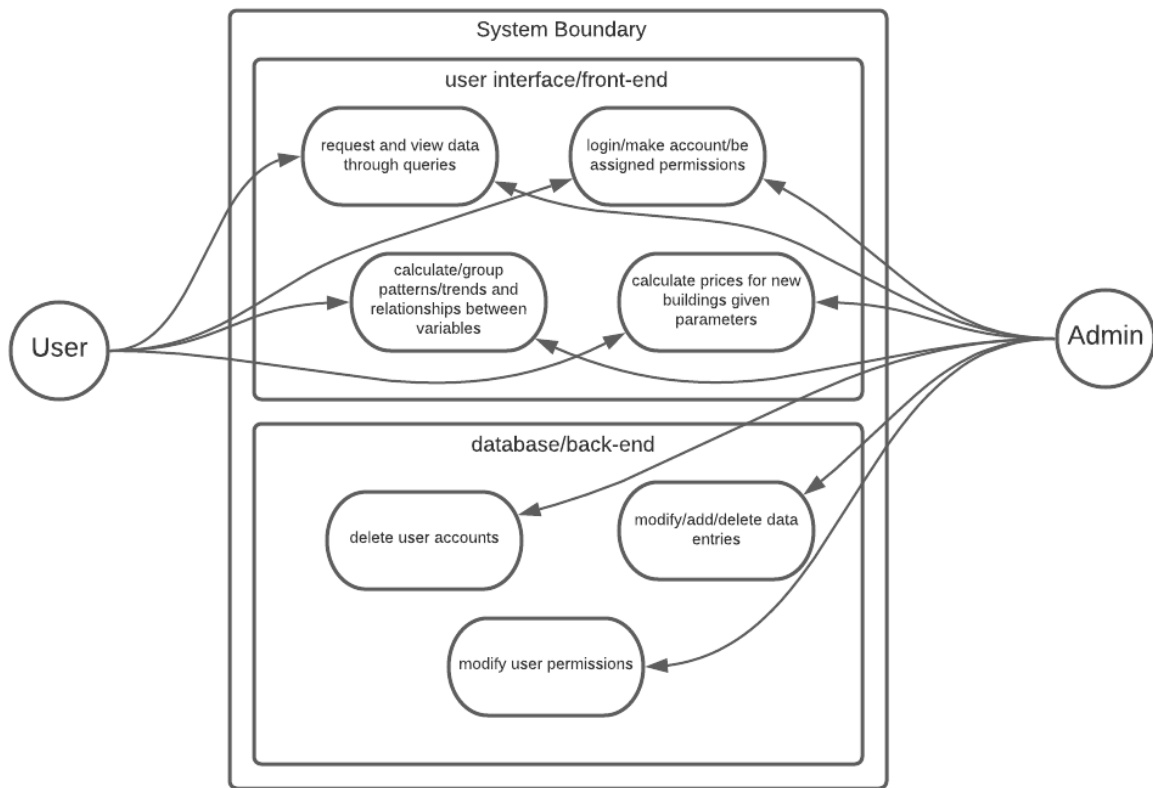 System Boundary
user interface/front-end
request and view data
through queries
login/make account/be
assigned permissions
calculate/group
patterns/trends and
relationships between
variables
calculate prices for new
buildings given
parameters
User
Admin
database/back-end
delete user accounts
modify/add/delete data
entries
modify user permissions